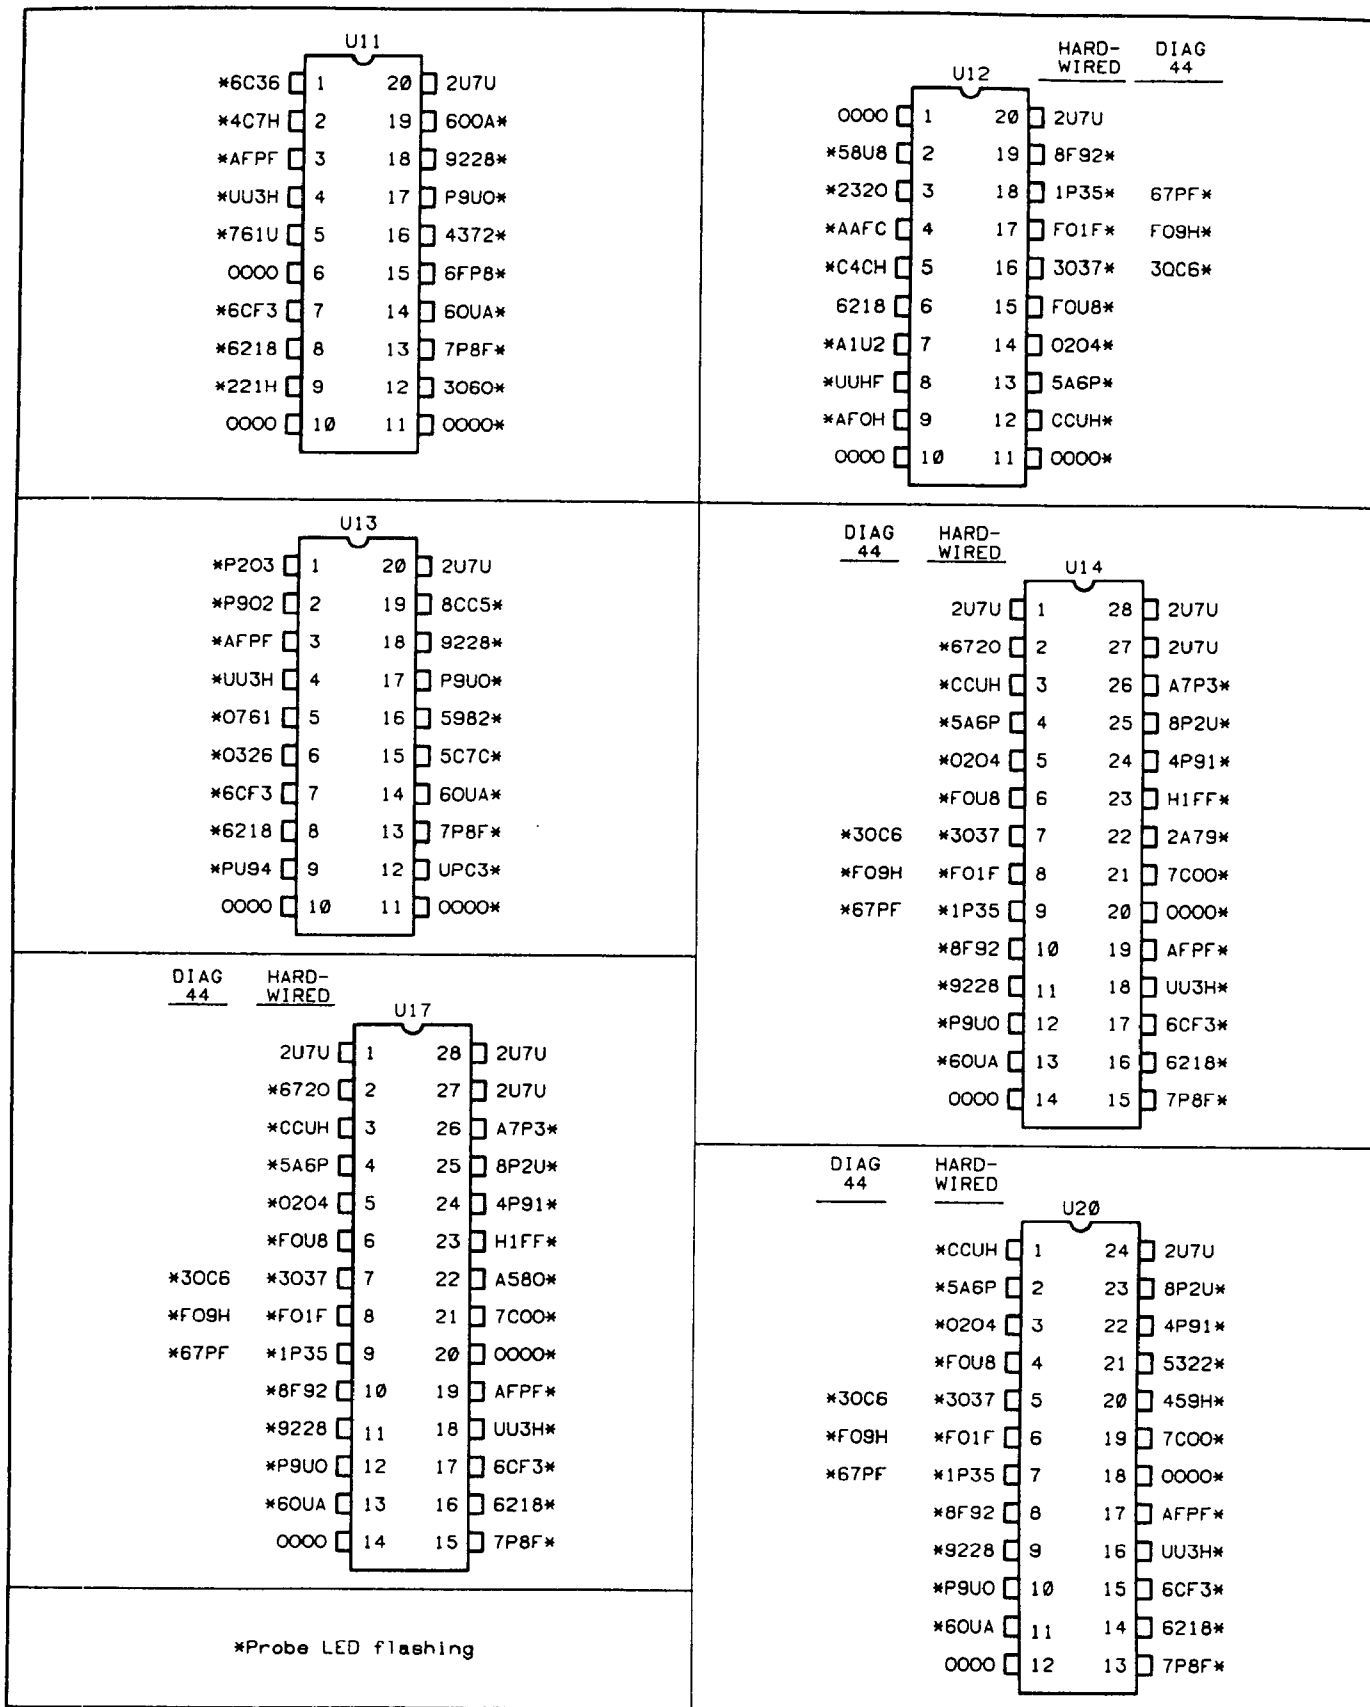 U11
*6C36 1 20 2U7U
*4C7H 2 19 600A*
*AFPF 3 18 9228*
*UU3H 4 17 P9U0*
*761U 5 16 4372*
0000 6 15 6FP8*
*6CF3 7 14 60UA*
*6218 8 13 7P8F*
*221H 9 12 3060*
0000 10 11 0000*
HARD- DIAG
WIRED 44
U12
0000 1 20 2U7U
*58U8 2 19 8F92*
*2320 3 18 1P35* 67PF*
*AAFC 4 17 F01F* F09H*
*C4CH 5 16 3037* 3QC6*
6218 6 15 F0U8*
*A1U2 7 14 0204*
*UUHF 8 13 5A6P*
*AF0H 9 12 CCUH*
0000 10 11 0000*
U13
*P203 1 20 2U7U
*P902 2 19 8CC5*
*AFPF 3 18 9228*
*UU3H 4 17 P9U0*
*0761 5 16 5982*
*0326 6 15 5C7C*
*6CF3 7 14 60UA*
*6218 8 13 7P8F*
*PU94 9 12 UPC3*
0000 10 11 0000*
DIAG HARD-
44 WIRED
U14
2U7U 1 28 2U7U
*6720 2 27 2U7U
*CCUH 3 26 A7P3*
*5A6P 4 25 8P2U*
*0204 5 24 4P91*
*F0U8 6 23 H1FF*
*30C6 *3037 7 22 2A79*
*F09H *F01F 8 21 7C00*
*67PF *1P35 9 20 0000*
*8F92 10 19 AFPF*
*9228 11 18 UU3H*
*P9U0 12 17 6CF3*
*60UA 13 16 6218*
0000 14 15 7P8F*
DIAG HARD-
44 WIRED
U17
2U7U 1 28 2U7U
*6720 2 27 2U7U
*CCUH 3 26 A7P3*
*5A6P 4 25 8P2U*
*0204 5 24 4P91*
*F0U8 6 23 H1FF*
*30C6 *3037 7 22 A580*
*F09H *F01F 8 21 7C00*
*67PF *1P35 9 20 0000*
*8F92 10 19 AFPF*
*9228 11 18 UU3H*
*P9U0 12 17 6CF3*
*60UA 13 16 6218*
0000 14 15 7P8F*
DIAG HARD-
44 WIRED
U20
*CCUH 1 24 2U7U
*5A6P 2 23 8P2U*
*0204 3 22 4P91*
*F0U8 4 21 5322*
*30C6 *3037 5 20 459H*
*F09H *F01F 6 19 7C00*
*67PF *1P35 7 18 0000*
*8F92 8 17 AFPF*
*9228 9 16 UU3H*
*P9U0 10 15 6CF3*
*60UA 11 14 6218*
0000 12 13 7P8F*
*Probe LED flashing